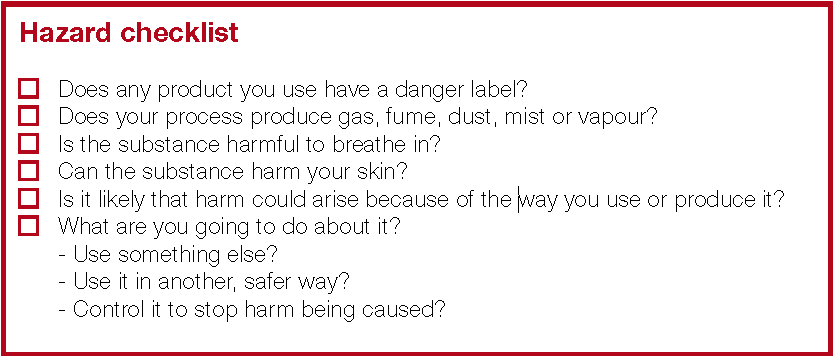 Hazard checklist
Does any product you use have a danger label?
Does your process produce gas, fume, dust, mist or vapour?
Is the substance harmful to breathe in?
Can the substance harm your skin?
Is it likely that harm could arise because of the way you use or produce it?
What are you going to do about it?
- Use something else?
- Use it in another, safer way?
- Control it to stop harm being caused?